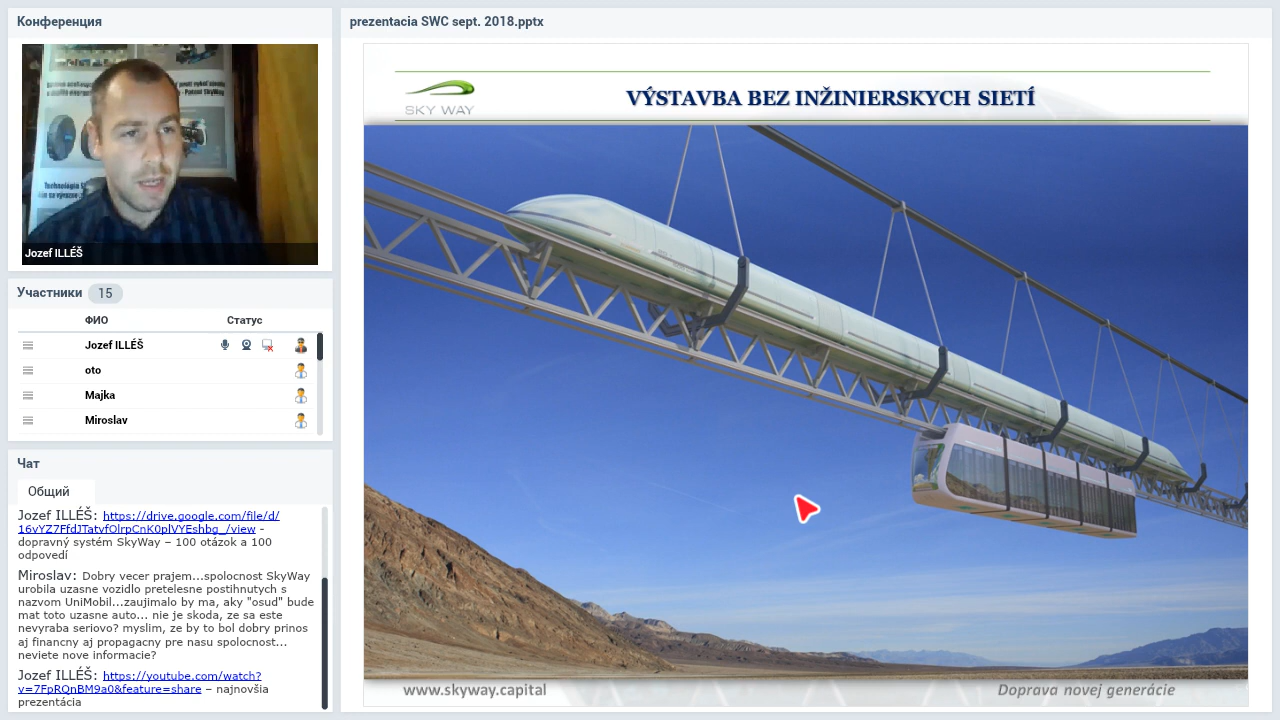 Конференция
Jozef ILLÉŠ
Участники 15
ФИО Статус
Jozef ILLÉŠ
oto
Majka
Miroslav
Чат
Общий
Jozef ILLÉŠ: https://drive.google.com/file/d/
16vYZ7FfdJTatvfOlrpCnK0plVYEshbg_/view –
dopravný systém SkyWay – 100 otázok a 100
odpovedí
Miroslav: Dobry vecer prajem...spolocnost SkyWay
urobila uzasne vozidlo pretelesne postihnutych s
nazvom UniMobil...zaujimalo by ma, aky "osud" bude
mat toto uzasne auto... nie je skoda, ze sa este
nevyraba seriovo? myslim, ze by to bol dobry prinos
aj financny aj propagacny pre nasu spolocnost...
neviete nove informacie?
Jozef ILLÉŠ: https://youtube.com/watch?
v=7FpRQnBM9a0&feature=share – najnovšia
prezentácia
prezentacia SWC sept. 2018.pptx
SKY WAY
VÝSTAVBA BEZ INŽINIERSKYCH SIETÍ
www.skyway.capital
Doprava novej generácie